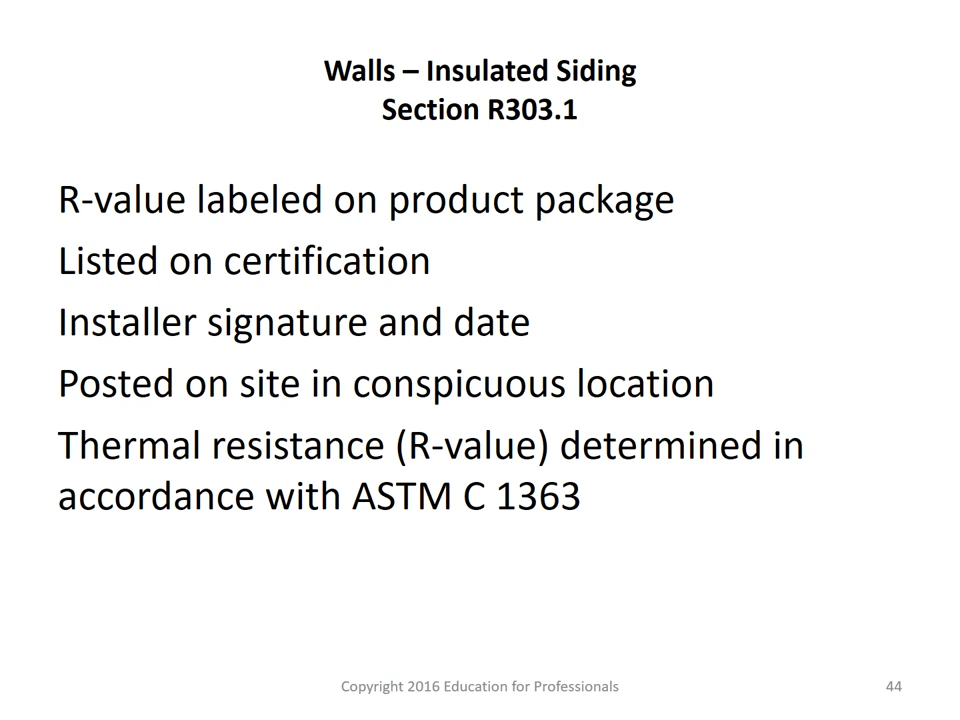 Walls – Insulated Siding
Section R303.1
R-value labeled on product package
Listed on certification
Installer signature and date
Posted on site in conspicuous location
Thermal resistance (R-value) determined in
accordance with ASTM C 1363
Copyright 2016 Education for Professionals
44